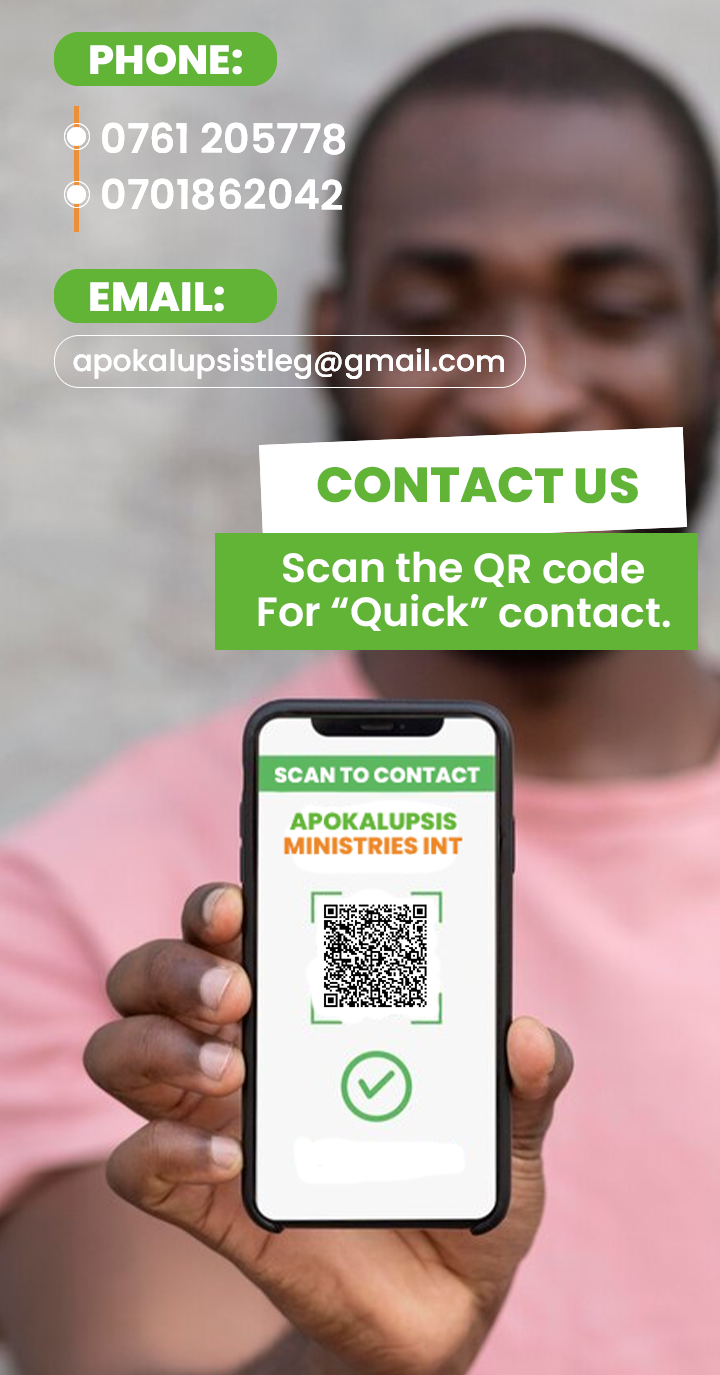 PHONE:
0761 205778
0701862042
EMAIL:
apokalupsistleg@gmail.com
CONTACT US
Scan the QR code
For “Quick” contact.
SCAN TO CONTACT
APOKALUPSIS
MINISTRIES INT